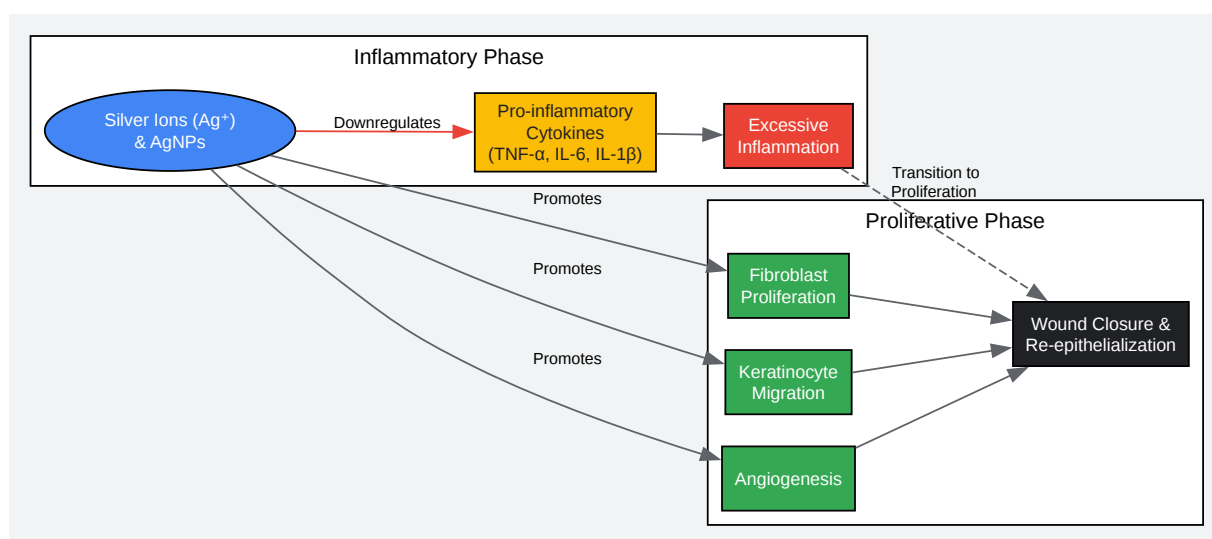 Inflammatory Phase
Silver Ions (Ag⁺)
& AgNPs
Downregulates
Pro-inflammatory
Cytokines
(TNF-α, IL-6, IL-1β)
Excessive
Inflammation
Transition to
Proliferation
Promotes
Proliferative Phase
Fibroblast
Proliferation
Promotes
Wound Closure &
Re-epithelialization
Promotes
Keratinocyte
Migration
Angiogenesis